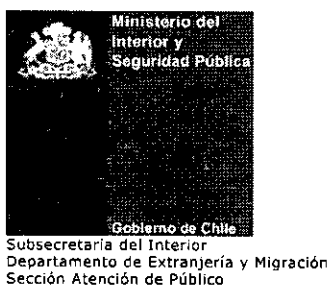 Ministerio del
Interior y
Seguridad Pública
Gobierno de Chile
Subsecretaría del Interior
Departamento de Extranjería y Migración
Sección Atención de Público